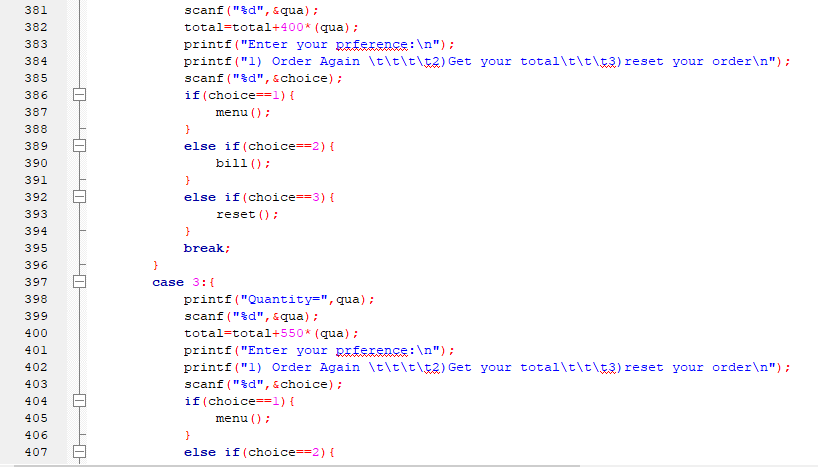 381 scanf("%d",&qua);
382 total=total+400*(qua);
383 printf("Enter your prference:\n");
384 printf("1) Order Again \t\t\t\t2)Get your total\t\t\t3)reset your order\n");
385 scanf("%d",&choice);
386 if(choice==1){
387 menu();
388 }
389 else if(choice==2){
390 bill();
391 }
392 else if(choice==3){
393 reset();
394 }
395 break;
396 }
397 case 3:{
398 printf("Quantity=",qua);
399 scanf("%d",&qua);
400 total=total+550*(qua);
401 printf("Enter your prference:\n");
402 printf("1) Order Again \t\t\t\t2)Get your total\t\t\t3)reset your order\n");
403 scanf("%d",&choice);
404 if(choice==1){
405 menu();
406 }
407 else if(choice==2){